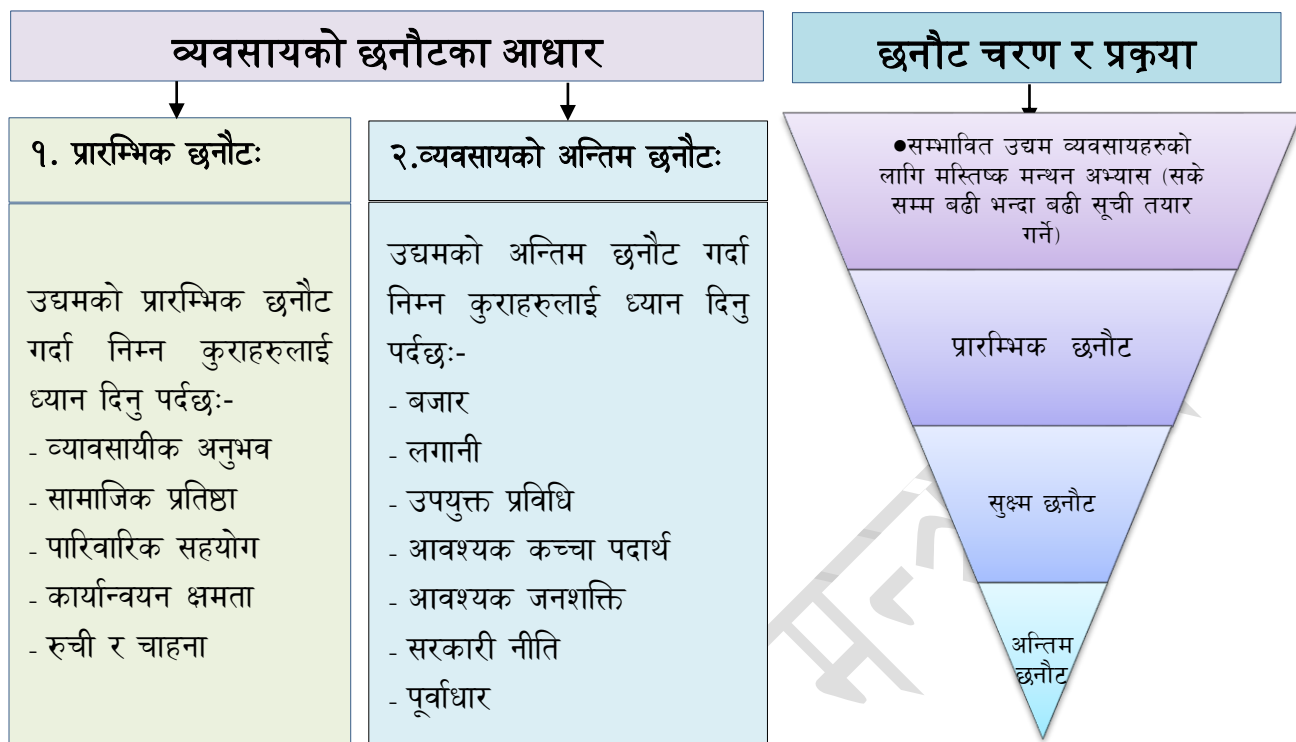 व्यवसायको छनौटका आधार
१. प्रारम्भिक छनौटः
उद्यमको प्रारम्भिक छनौट
गर्दा निम्न कुराहरुलाई
ध्यान दिनु पर्दछः-
- व्यावसायीक अनुभव
- सामाजिक प्रतिष्ठा
- पारिवारिक सहयोग
- कार्यान्वयन क्षमता
- रुची र चाहना
२.व्यवसायको अन्तिम छनौटः
उद्यमको अन्तिम छनौट गर्दा
निम्न कुराहरुलाई ध्यान दिनु
पर्दछः-
- बजार
- लगानी
- उपयुक्त प्रविधि
- आवश्यक कच्चा पदार्थ
- आवश्यक जनशक्ति
- सरकारी नीति
- पूर्वाधार
छनौट चरण र प्रकृया
●सम्भावित उद्यम व्यवसायहरुको
लागि मस्तिष्क मन्थन अभ्यास (सके
सम्म बढी भन्दा बढी सूची तयार
गर्ने)
प्रारम्भिक छनौट
सुक्ष्म छनौट
अन्तिम
छनौट